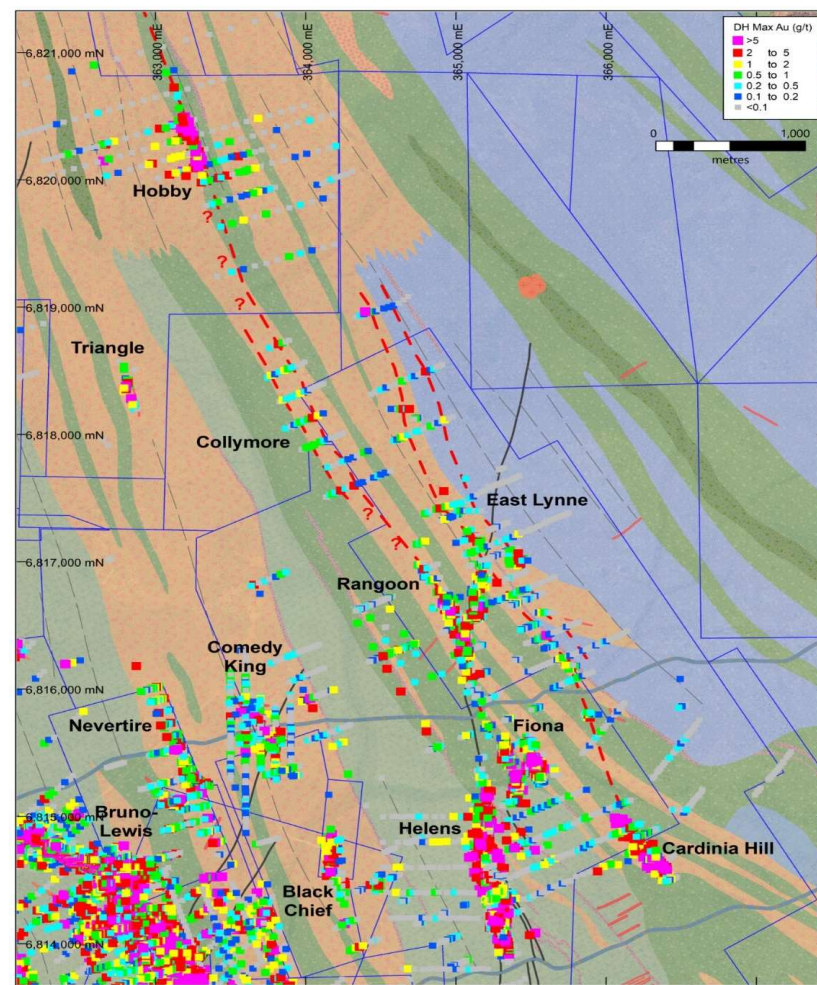 363,000 mE
364,000 mE
365,000 mE
366,000 mE
DH Max Au (g/t)
>5
2 to 5
1 to 2
0.5 to 1
0.2 to 0.5
0.1 to 0.2
<0.1
0 1,000
metres
6,821,000 mN
6,820,000 mN
Hobby
?
?
?
6,819,000 mN
Triangle
6,818,000 mN
Collymore
East Lynne
?
?
6,817,000 mN
Rangoon
Comedy
King
6,816,000 mN
Nevertire
Fiona
6,815,000 mN
Bruno-
Lewis
Helens
Cardinia Hill
Black
Chief
6,814,000 mN